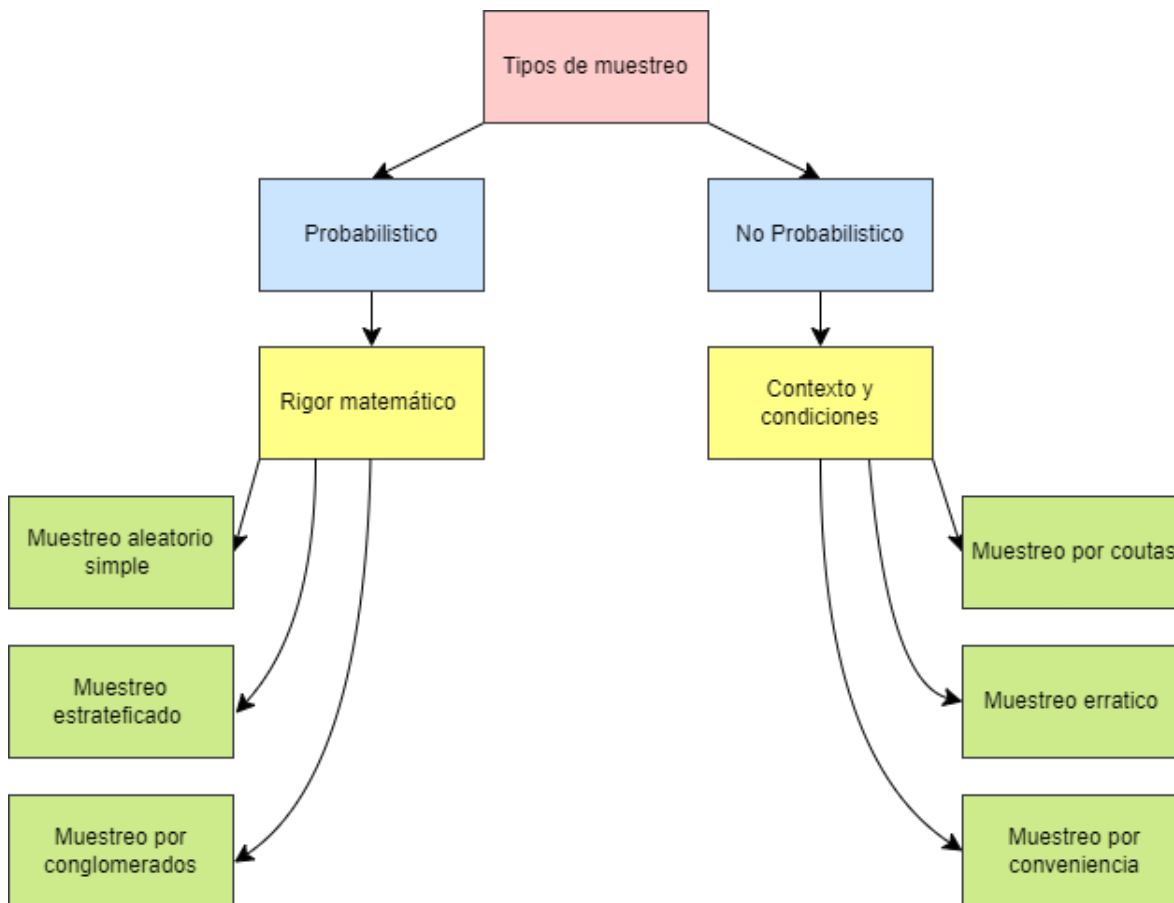 Tipos de muestreo
Probabilistico
No Probabilistico
Rigor matemático
Contexto y
condiciones
Muestreo aleatorio
simple
Muestreo por coutas
Muestreo
estrateficado
Muestreo erratico
Muestreo por
conglomerados
Muestreo por
conveniencia